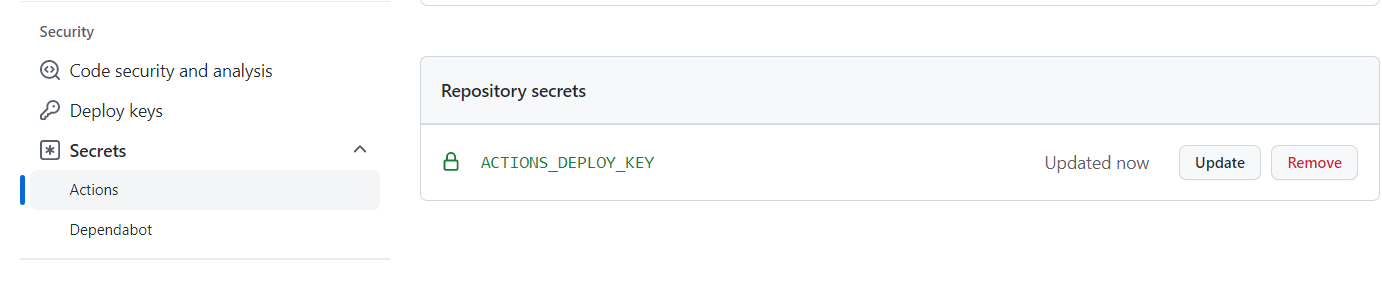 Security
Code security and analysis
Deploy keys
Secrets
Actions
Dependabot
Repository secrets
ACTIONS_DEPLOY_KEY Updated now Update Remove